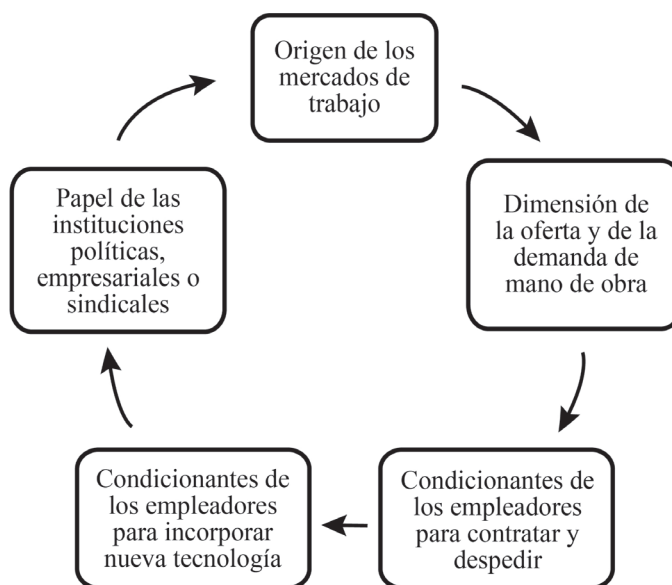 Origen de los
mercados de
trabajo
Dimensión de
la oferta y de la
demanda de
mano de obra
Condicionantes de
los empleadores
para contratar y
despedir
Condicionantes de
los empleadores
para incorporar
nueva tecnología
Papel de las
instituciones
políticas,
empresariales o
sindicales